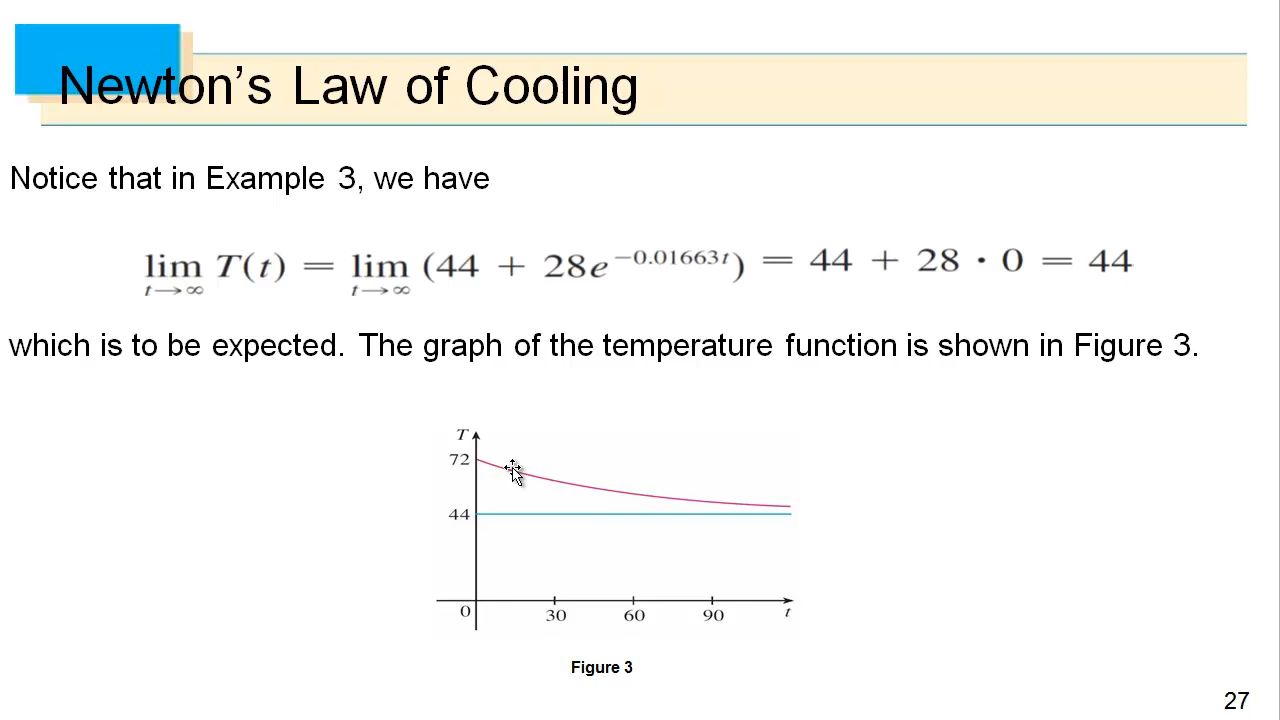 Newton's Law of Cooling
Notice that in Example 3, we have
lim T(t) = lim (44 + 28e^{−0.01663t}) = 44 + 28 · 0 = 44
t→∞ t→∞
which is to be expected. The graph of the temperature function is shown in Figure 3.
T
72
44
0 30 60 90 t
Figure 3
27